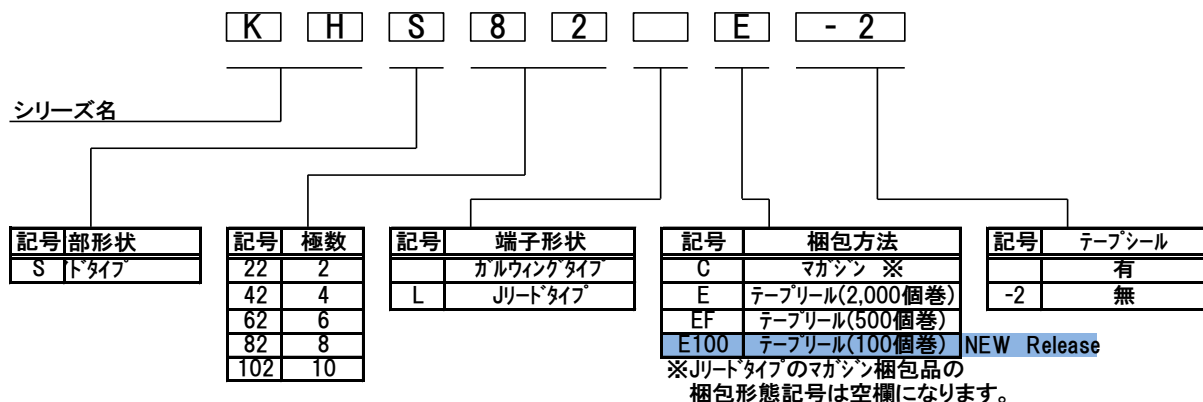 K H S 8 2 E - 2
シリーズ名
記号 部形状
S ﾄﾞﾀｲﾌﾟ
記号 極数
22 2
42 4
62 6
82 8
102 10
記号 端子形状
ｶﾞﾙｳｨﾝｸﾞﾀｲﾌﾟ
L Jﾘｰﾄﾞﾀｲﾌﾟ
記号 梱包方法
C ﾏｶﾞｼﾞﾝ ※
E ﾃｰﾌﾟﾘｰﾙ(2,000個巻)
EF ﾃｰﾌﾟﾘｰﾙ(500個巻)
E100 ﾃｰﾌﾟﾘｰﾙ(100個巻) NEW Release
※Jﾘｰﾄﾞﾀｲﾌﾟのﾏｶﾞｼﾞﾝ梱包品の
梱包形態記号は空欄になります。
記号 ﾃｰﾌﾟｼｰﾙ
有
-2 無